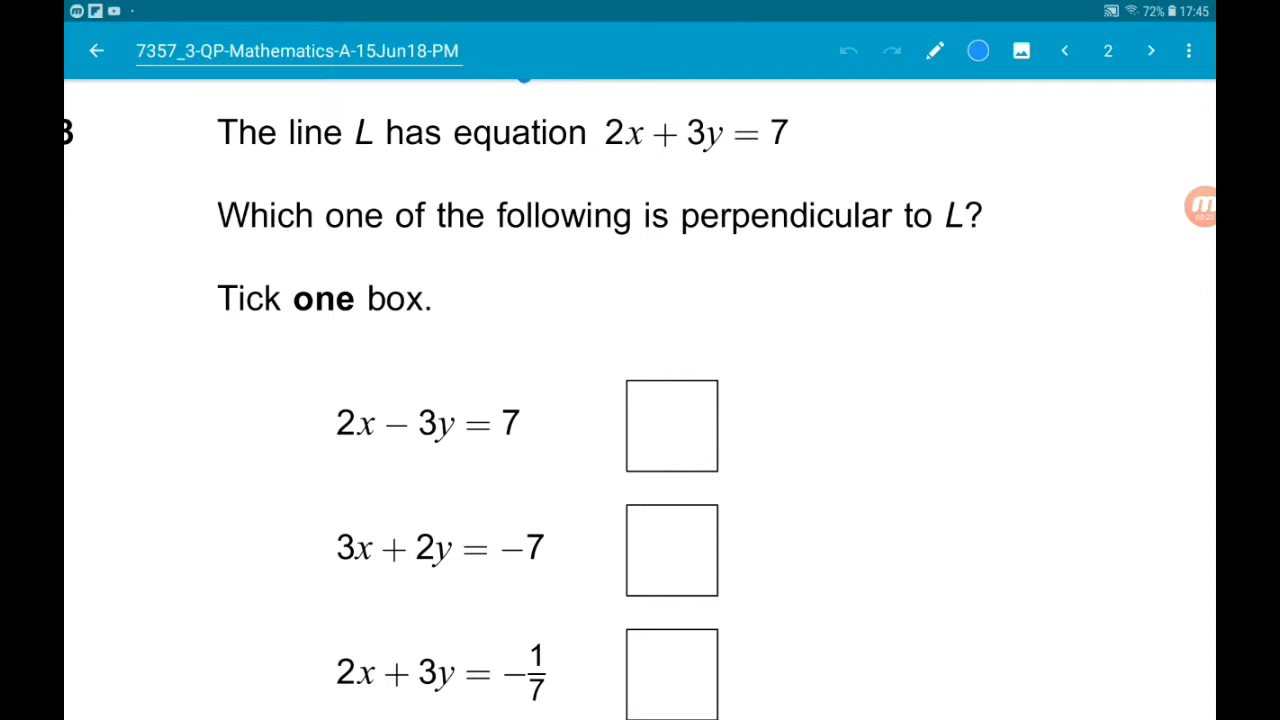 72% 17:45
7357_3-QP-Mathematics-A-15Jun18-PM
2
3 The line L has equation 2x + 3y = 7
Which one of the following is perpendicular to L?
Tick one box.
2x − 3y = 7
3x + 2y = −7
2x + 3y = −1/7